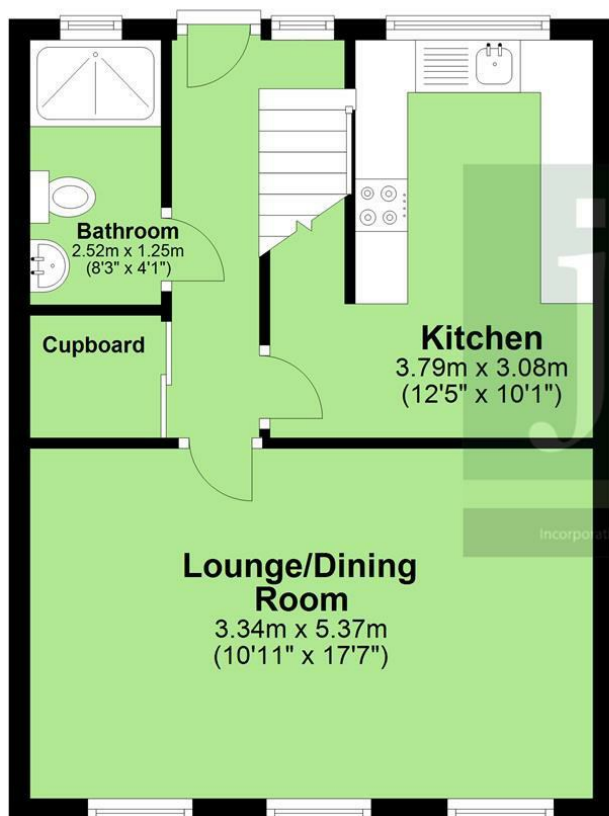 Bathroom
2.52m x 1.25m
(8'3" x 4'1")
Cupboard
Kitchen
3.79m x 3.08m
(12'5" x 10'1")
Lounge/Dining
Room
3.34m x 5.37m
(10'11" x 17'7")
j